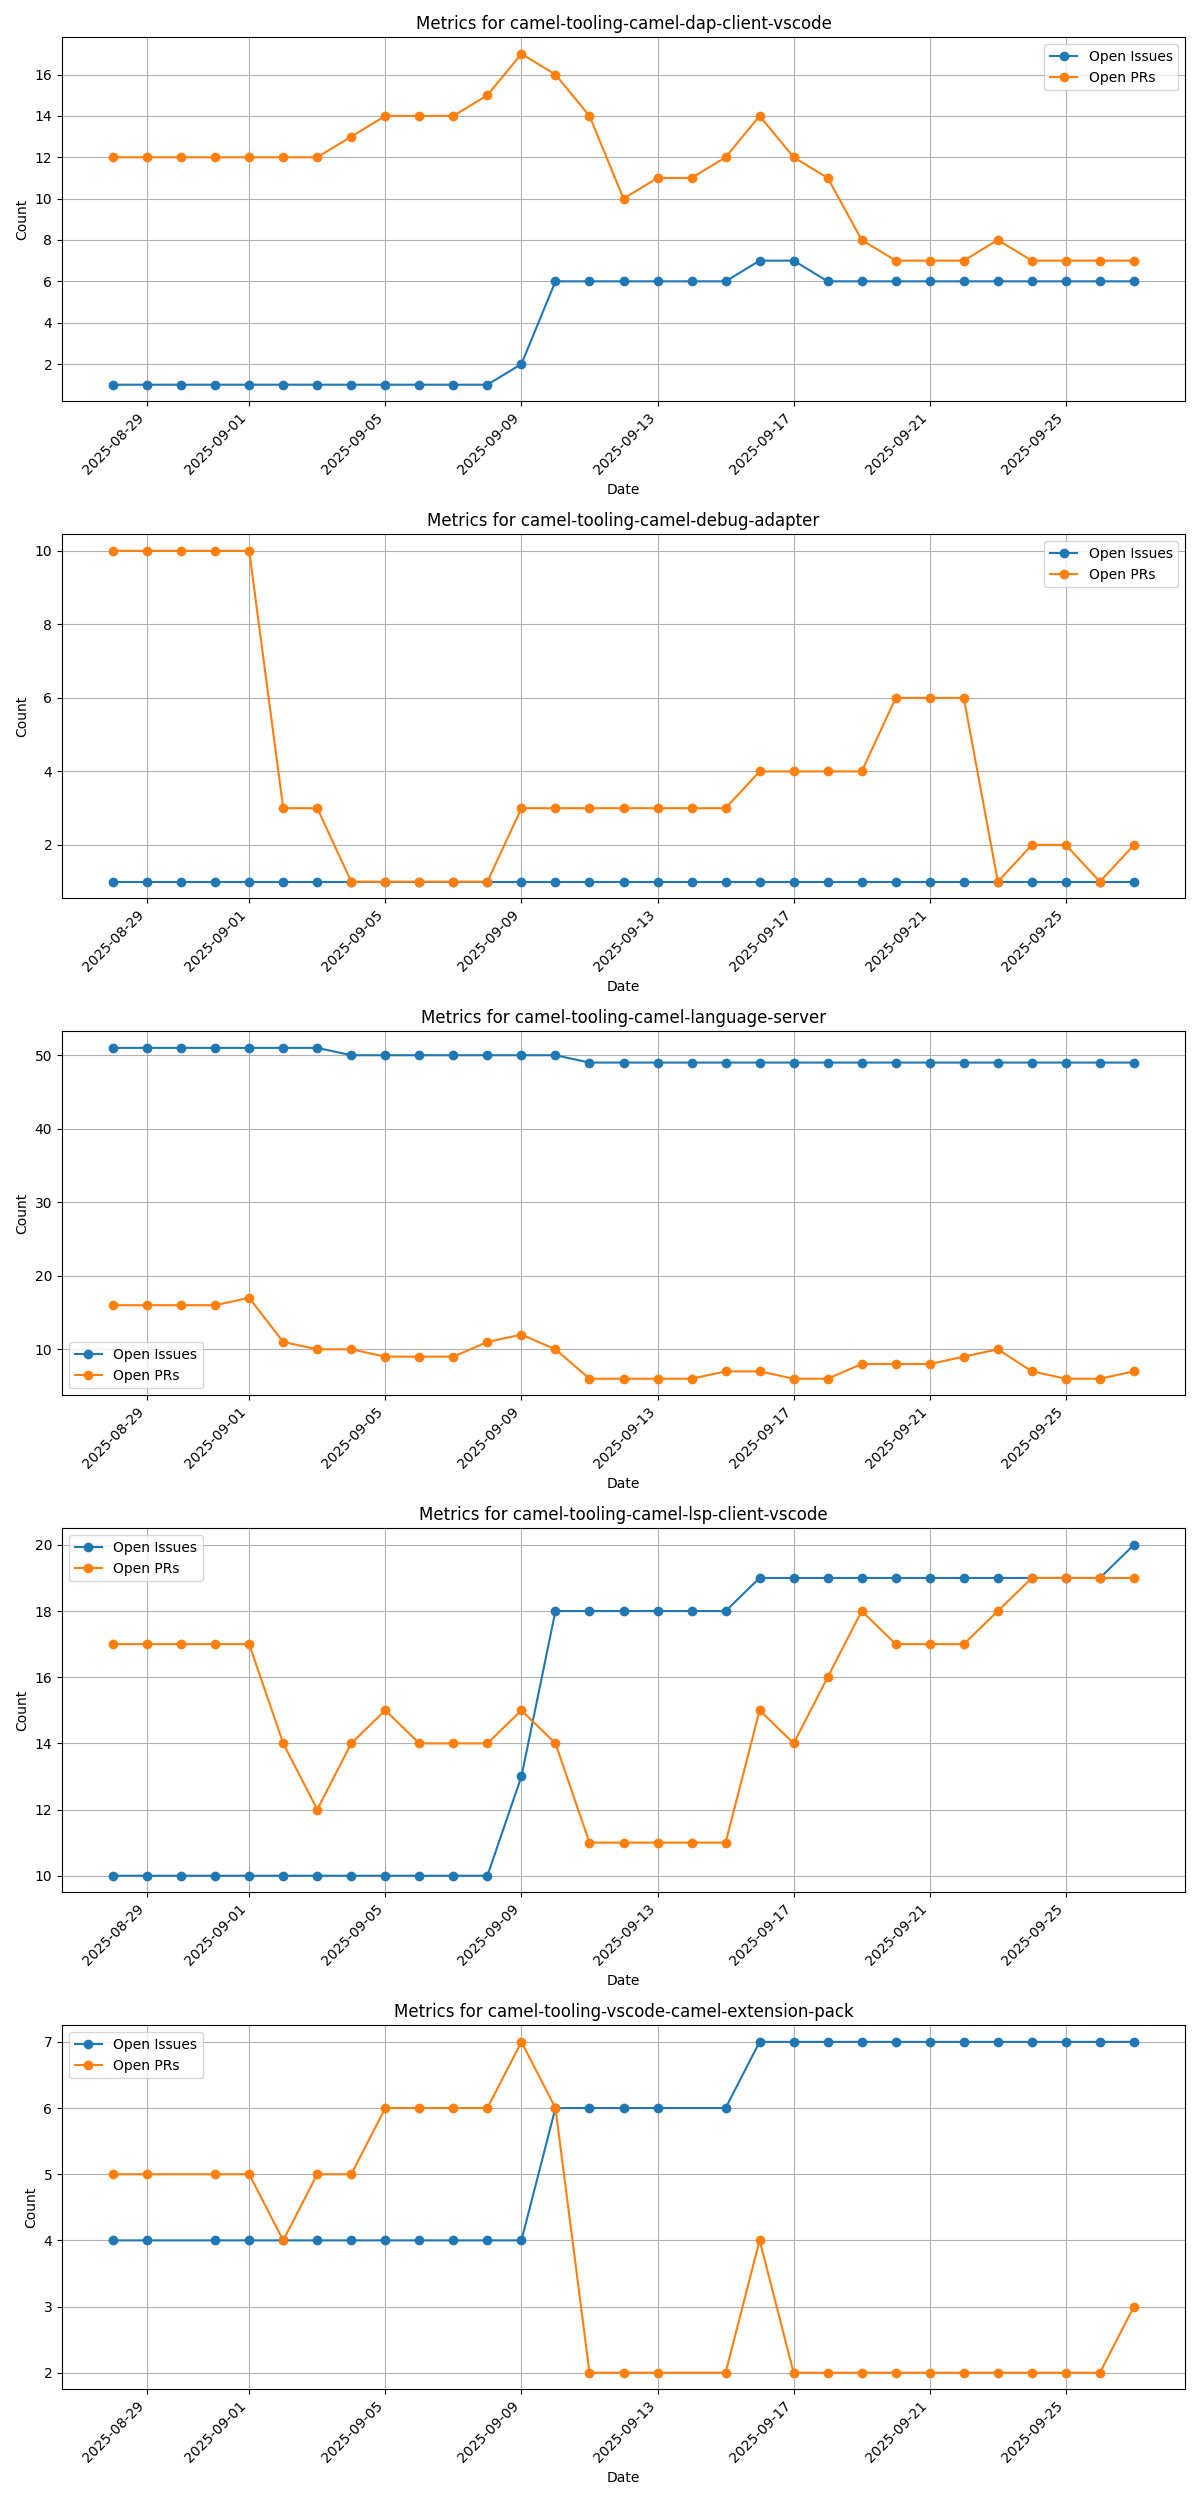 Metrics for camel-tooling-camel-dap-client-vscode
Open Issues
Open PRs
16
14
12
10
8
6
4
2
Count
2025-08-29
2025-09-01
2025-09-05
2025-09-09
2025-09-13
2025-09-17
2025-09-21
2025-09-25
Date
Metrics for camel-tooling-camel-debug-adapter
Open Issues
Open PRs
10
8
6
4
2
Count
2025-08-29
2025-09-01
2025-09-05
2025-09-09
2025-09-13
2025-09-17
2025-09-21
2025-09-25
Date
Metrics for camel-tooling-camel-language-server
50
40
30
20
10
Count
Open Issues
Open PRs
2025-08-29
2025-09-01
2025-09-05
2025-09-09
2025-09-13
2025-09-17
2025-09-21
2025-09-25
Date
Metrics for camel-tooling-camel-lsp-client-vscode
Open Issues
Open PRs
20
18
16
14
12
10
Count
2025-08-29
2025-09-01
2025-09-05
2025-09-09
2025-09-13
2025-09-17
2025-09-21
2025-09-25
Date
Metrics for camel-tooling-vscode-camel-extension-pack
Open Issues
Open PRs
7
6
5
4
3
2
Count
2025-08-29
2025-09-01
2025-09-05
2025-09-09
2025-09-13
2025-09-17
2025-09-21
2025-09-25
Date